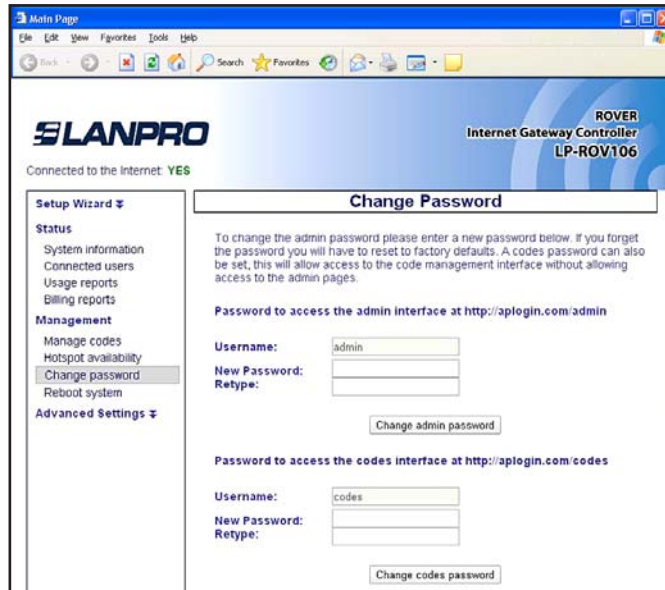 Main Page
File Edit View Favorites Tools Help
Back Search Favorites
LANPRO
ROVER
Internet Gateway Controller
LP-ROV106
Connected to the Internet: YES
Setup Wizard
Status
System information
Connected users
Usage reports
Billing reports
Management
Manage codes
Hotspot availability
Change password
Reboot system
Advanced Settings
Change Password
To change the admin password please enter a new password below. If you forget
the password you will have to reset to factory defaults. A codes password can also
be set, this will allow access to the code management interface without allowing
access to the admin pages.
Password to access the admin interface at http://aplogin.com/admin
Username: admin
New Password:
Retype:
Change admin password
Password to access the codes interface at http://aplogin.com/codes
Username: codes
New Password:
Retype:
Change codes password